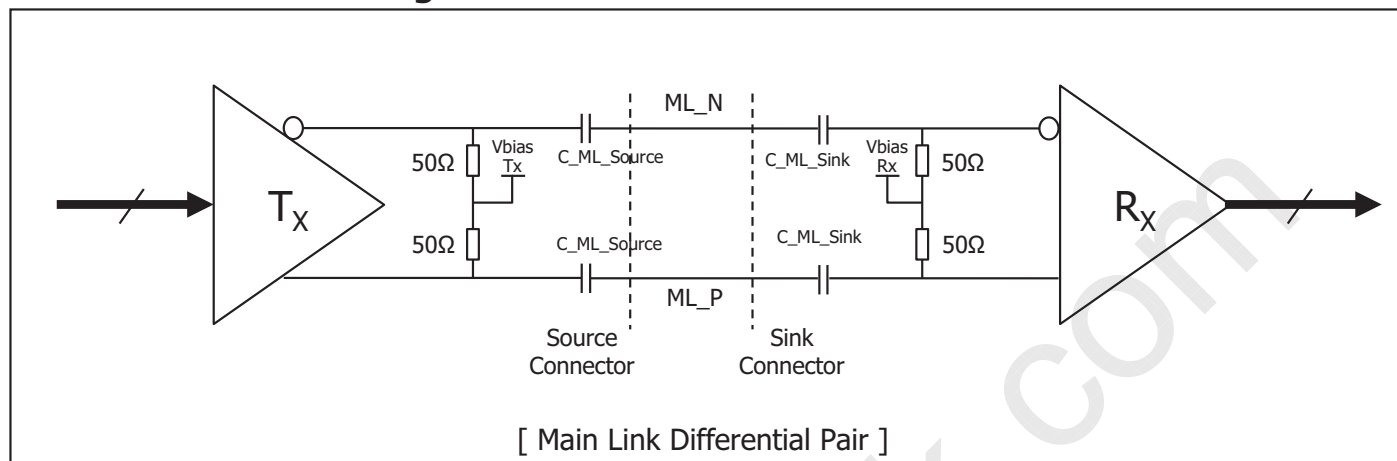 ML_N
Vbias
Tx
C_ML_Source
50Ω
C_ML_Sink
Vbias
Rx
50Ω
TX
RX
50Ω
C_ML_Source
C_ML_Sink
50Ω
ML_P
Source
Connector
Sink
Connector
[ Main Link Differential Pair ]
com